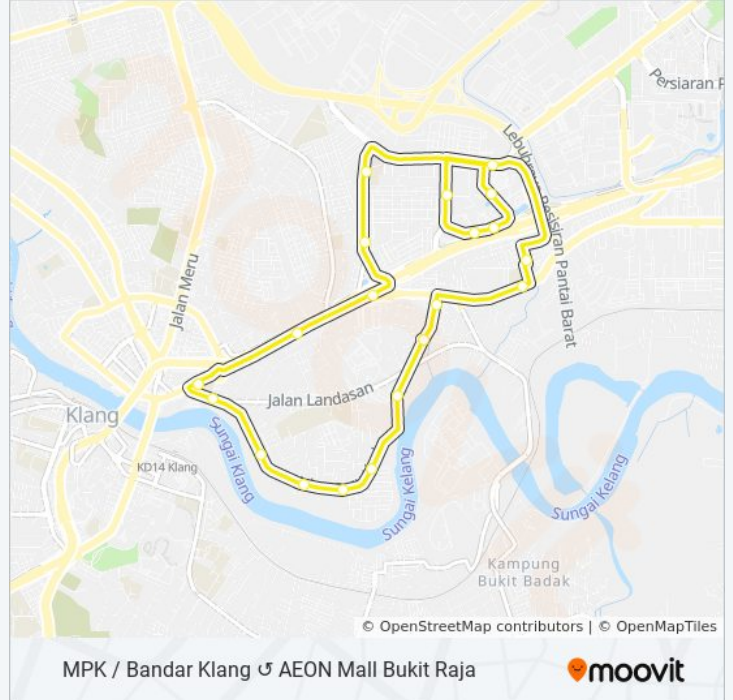 Persiaran P
Lebuhraya Pesisiran Pantai Barat
Jalan Meru
Jalan Landasan
Klang
Sungai Klang
KD14 Klang
Sungai Kelang
Sungai Kelang
Kampung
Bukit Badak
© OpenStreetMap contributors | © OpenMapTiles
MPK / Bandar Klang ↺ AEON Mall Bukit Raja
moovit